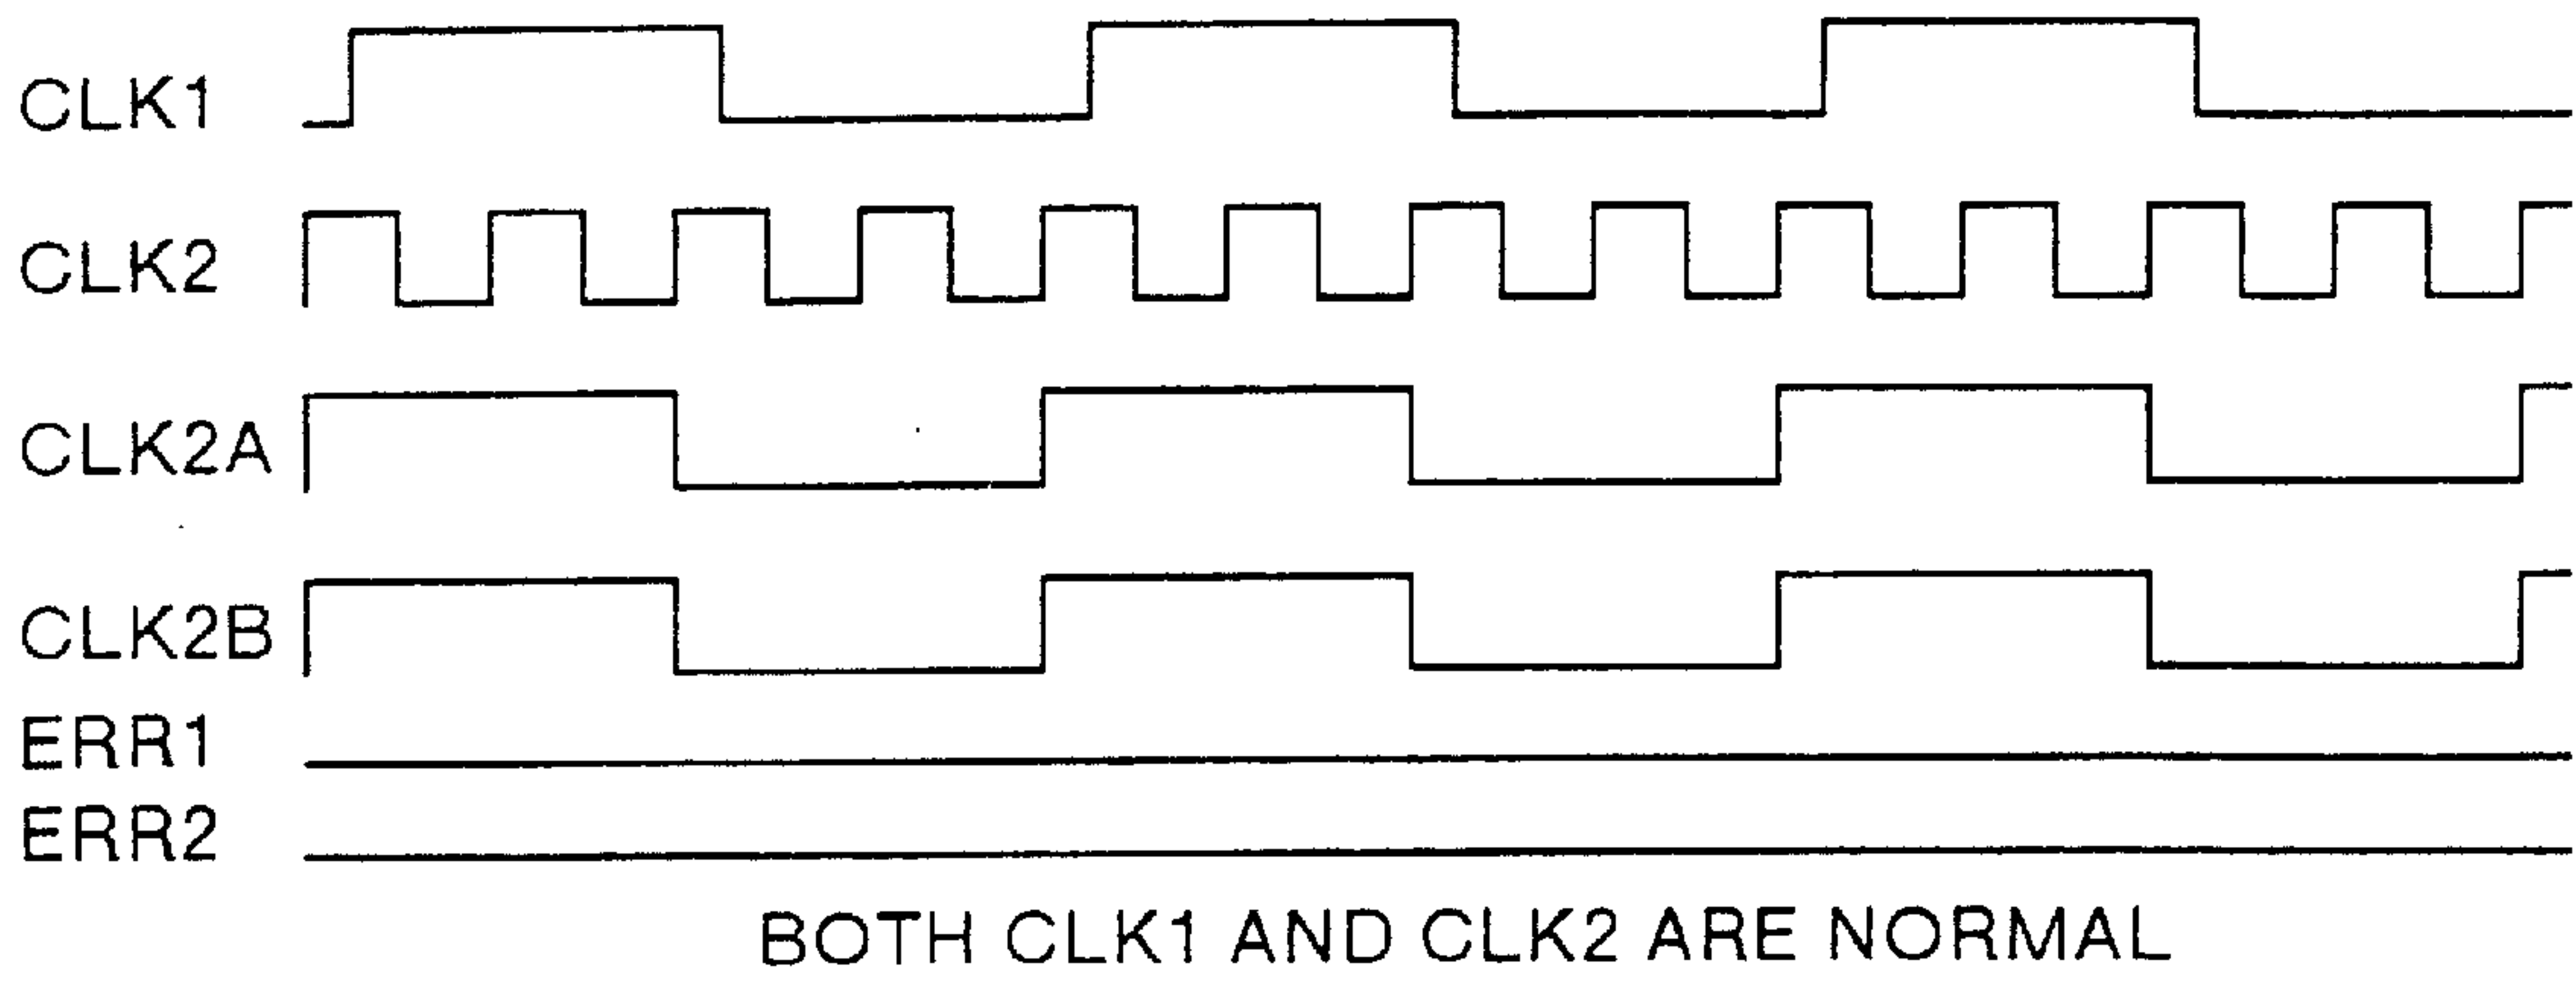 CLK1
CLK2
CLK2A
CLK2B
ERR1
ERR2
BOTH CLK1 AND CLK2 ARE NORMAL